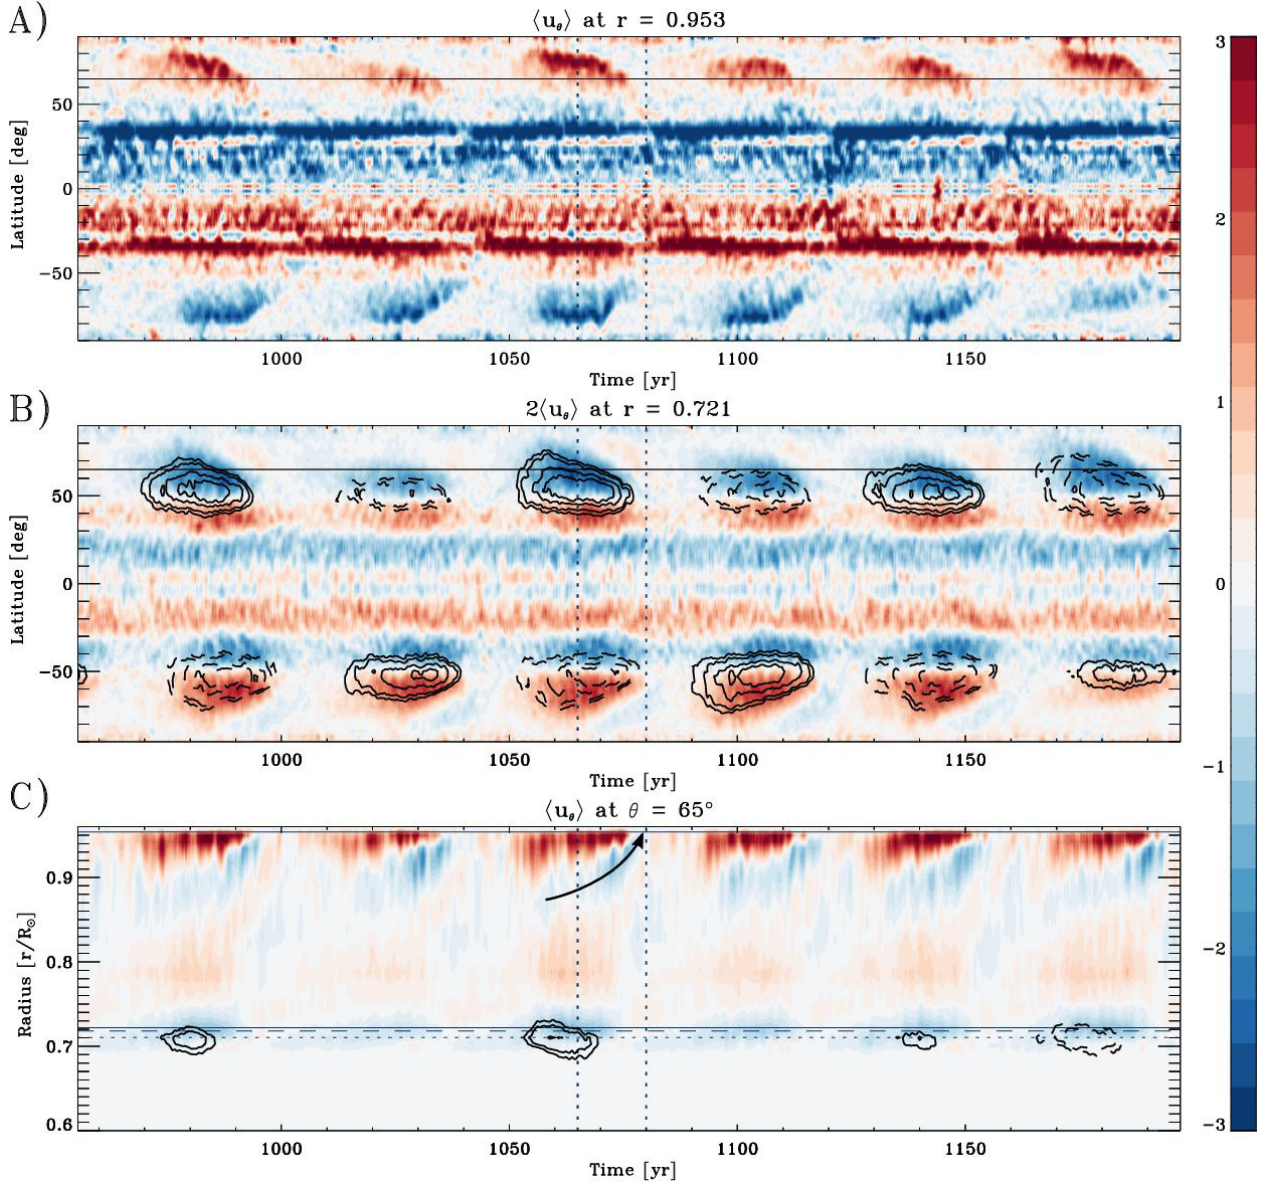 A)
⟨u_θ⟩ at r = 0.953
50
0
−50
Latitude [deg]
1000 1050 1100 1150
Time [yr]
B)
2⟨u_θ⟩ at r = 0.721
50
0
−50
Latitude [deg]
1000 1050 1100 1150
Time [yr]
C)
⟨u_θ⟩ at θ = 65°
0.9
0.8
0.7
0.6
Radius [r/R_⊙]
1000 1050 1100 1150
Time [yr]
3
2
1
0
−1
−2
−3